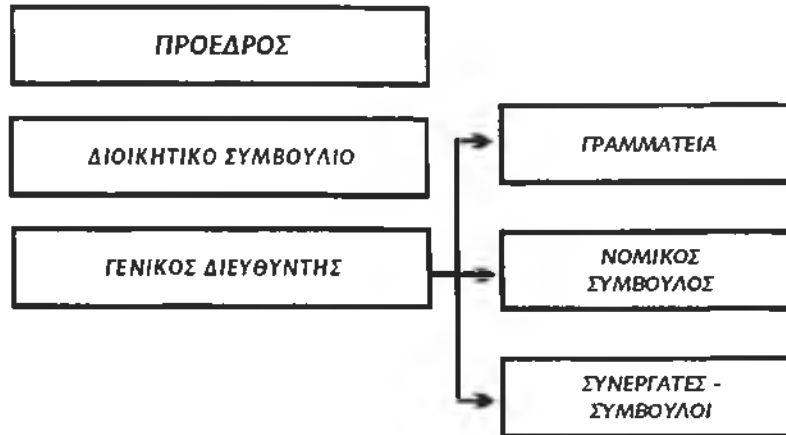 ΠΡΟΕΔΡΟΣ
ΔΙΟΙΚΗΤΙΚΟ ΣΥΜΒΟΥΛΙΟ
ΓΕΝΙΚΟΣ ΔΙΕΥΘΥΝΤΗΣ
ΓΡΑΜΜΑΤΕΙΑ
ΝΟΜΙΚΟΣ
ΣΥΜΒΟΥΛΟΣ
ΣΥΝΕΡΓΑΤΕΣ -
ΣΥΜΒΟΥΛΟΙ